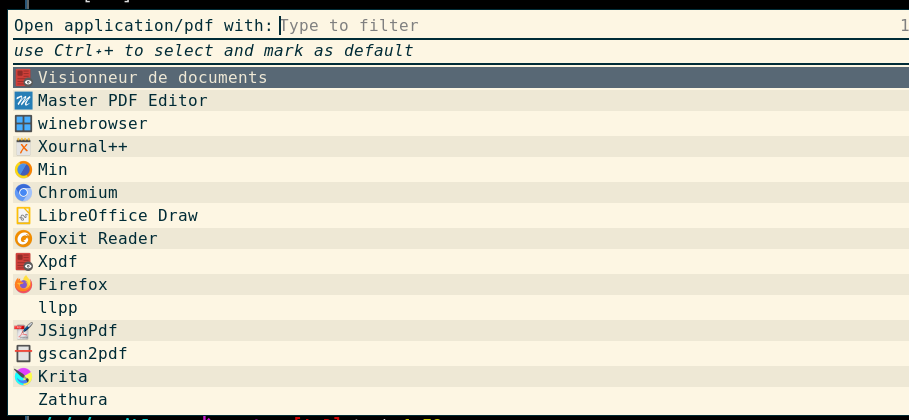 Open application/pdf with: Type to filter 1
use Ctrl++ to select and mark as default
Visionneur de documents
Master PDF Editor
winebrowser
Xournal++
Min
Chromium
LibreOffice Draw
Foxit Reader
Xpdf
Firefox
llpp
JSignPdf
gscan2pdf
Krita
Zathura